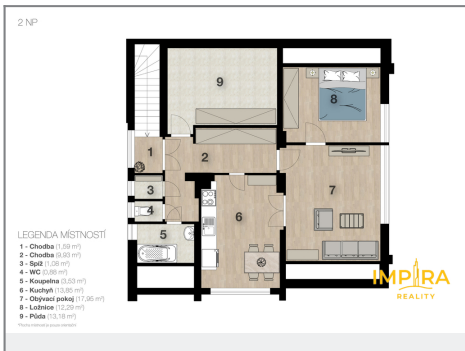 2 NP
9
8
1
2
3
4
5
6
7
LEGENDA MÍSTNOSTÍ
1 - Chodba (1,59 m²)
2 - Chodba (9,93 m²)
3 - Spíž (1,08 m²)
4 - WC (0,88 m²)
5 - Koupelna (3,53 m²)
6 - Kuchyň (13,85 m²)
7 - Obývací pokoj (17,95 m²)
8 - Ložnice (12,29 m²)
9 - Půda (13,18 m²)
IMPIRA
REALITY